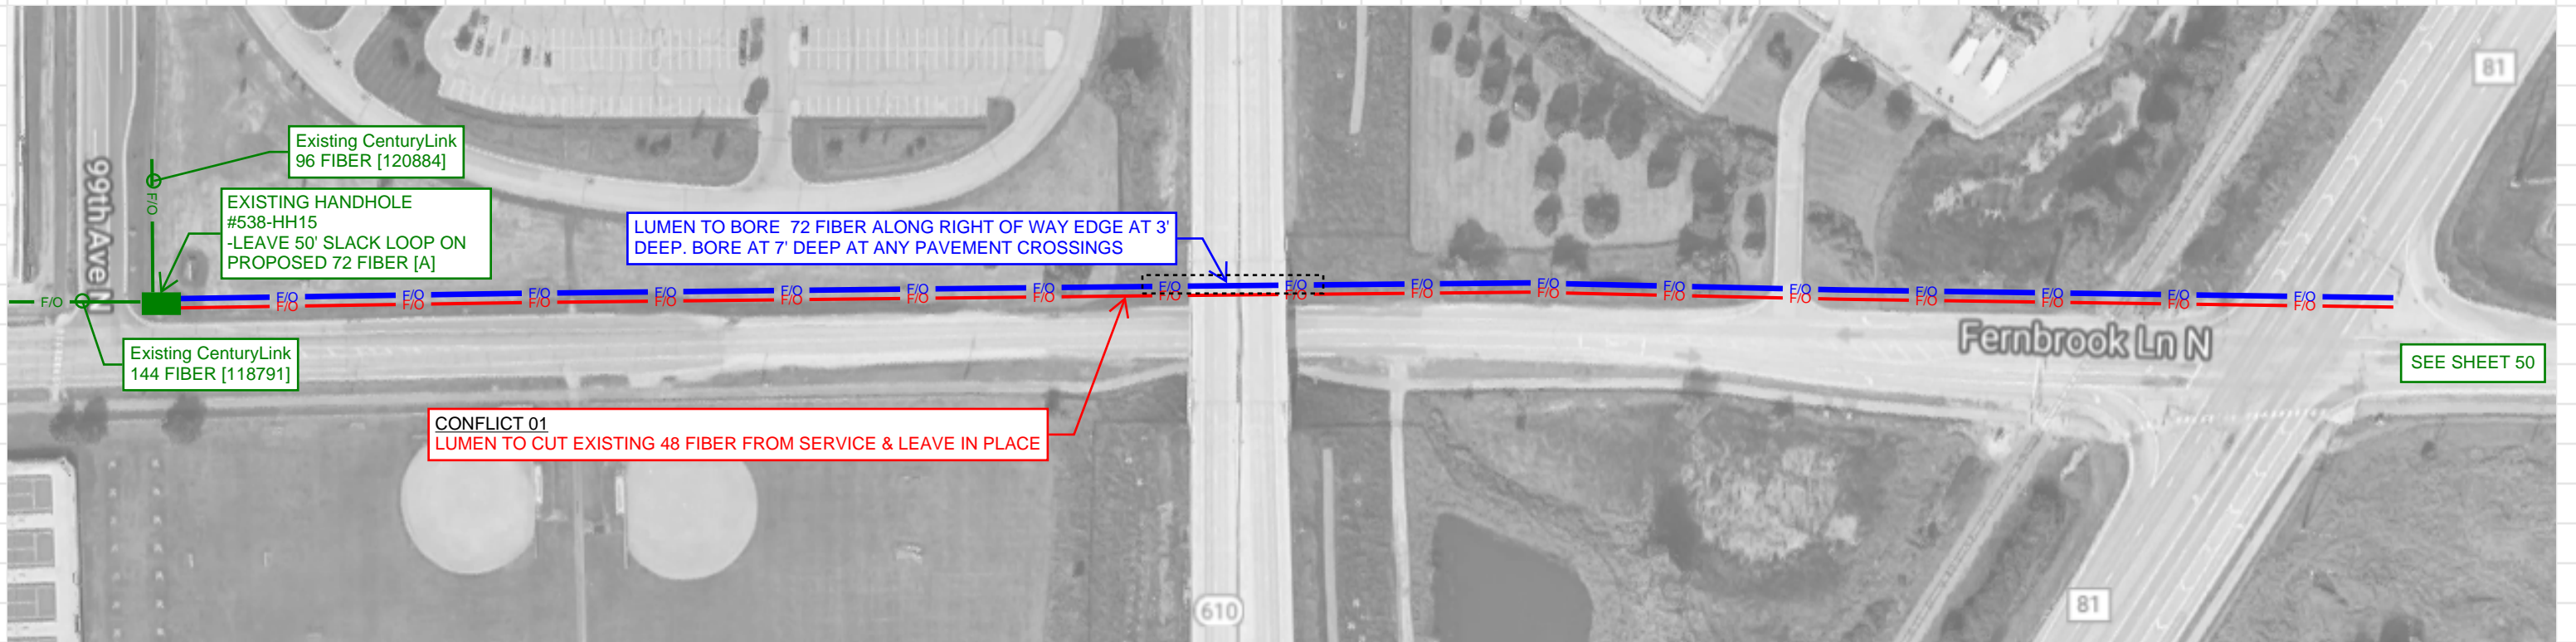 81
Existing CenturyLink
96 FIBER [120884]
99th Ave N
F/O
EXISTING HANDHOLE
#538-HH15
-LEAVE 50' SLACK LOOP ON
PROPOSED 72 FIBER [A]
LUMEN TO BORE  72 FIBER ALONG RIGHT OF WAY EDGE AT 3'
DEEP. BORE AT 7' DEEP AT ANY PAVEMENT CROSSINGS
F/O
F/O F/O F/O F/O F/O F/O F/O F/O F/O F/O F/O F/O F/O F/O F/O F/O F/O
F/O F/O F/O F/O F/O F/O F/O F/O F/O F/O F/O F/O F/O F/O F/O F/O F/O
Fernbrook Ln N
Existing CenturyLink
144 FIBER [118791]
SEE SHEET 50
CONFLICT 01
LUMEN TO CUT EXISTING 48 FIBER FROM SERVICE & LEAVE IN PLACE
610
81